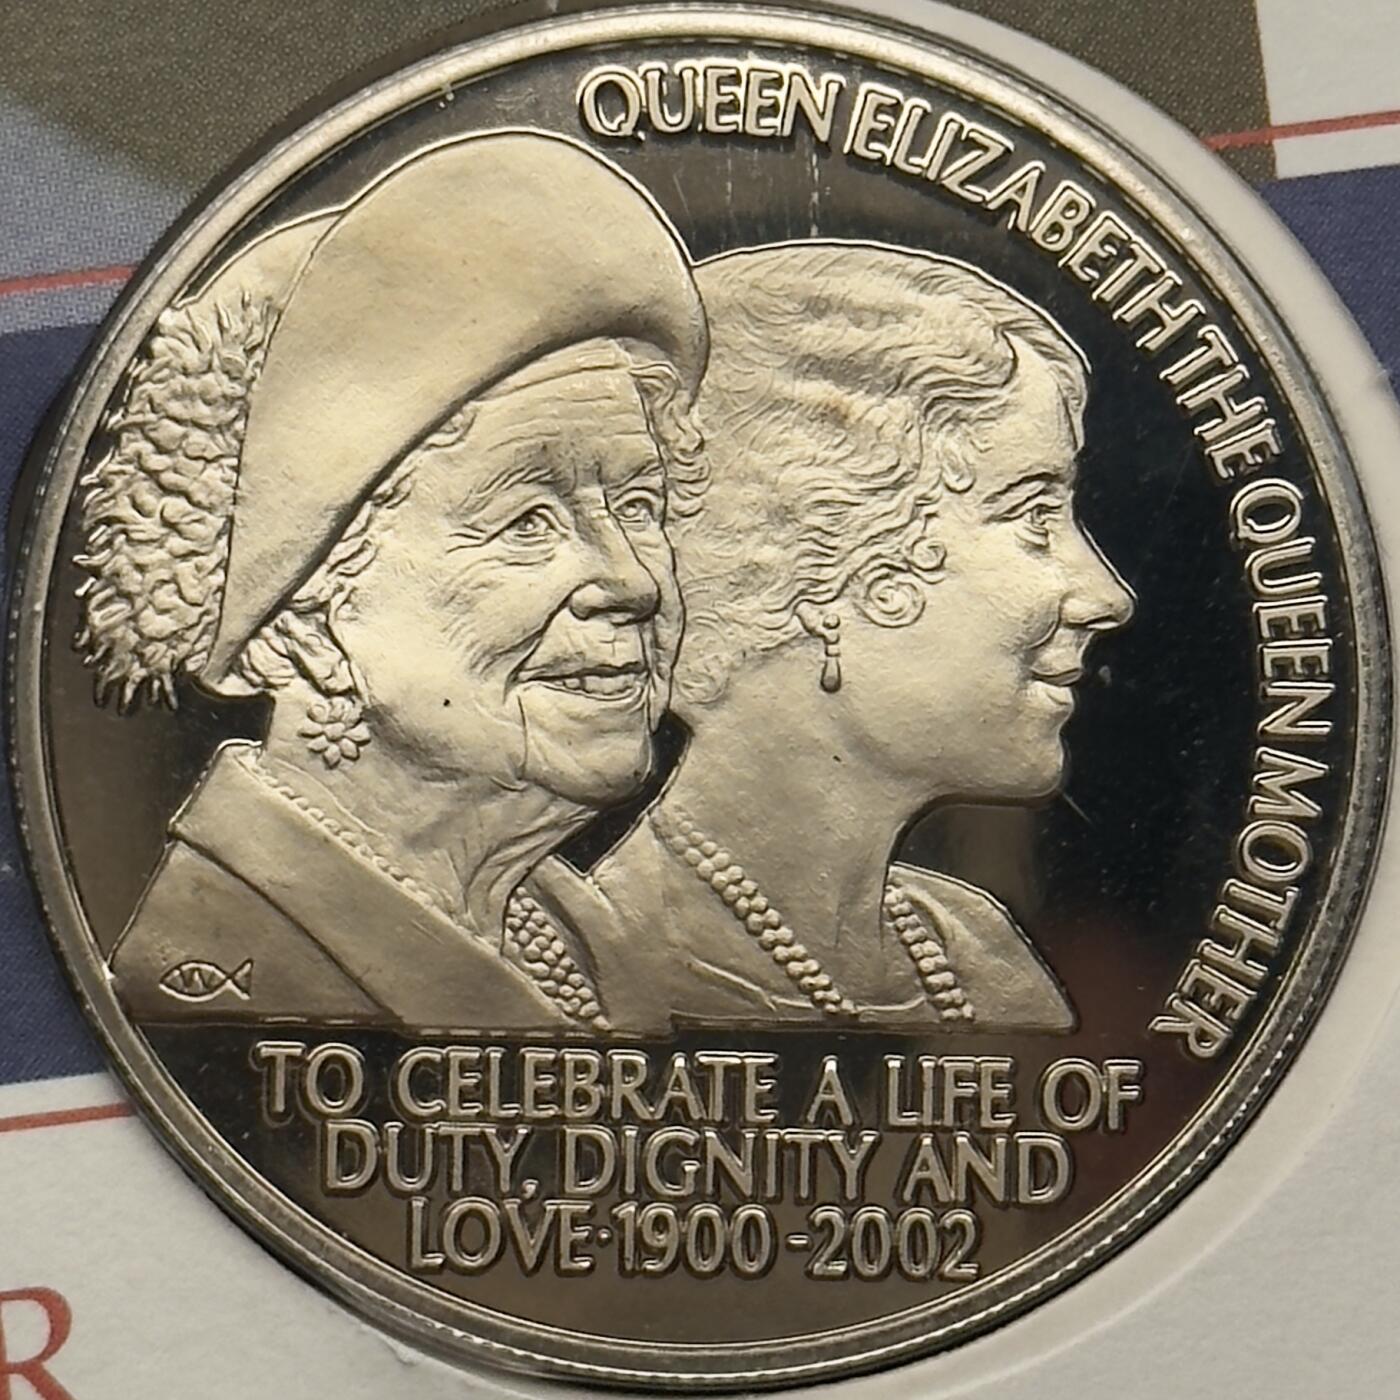 QUEEN ELIZABETH THE QUEEN MOTHER
TO CELEBRATE A LIFE OF
DUTY, DIGNITY AND
LOVE·1900-2002
W
R